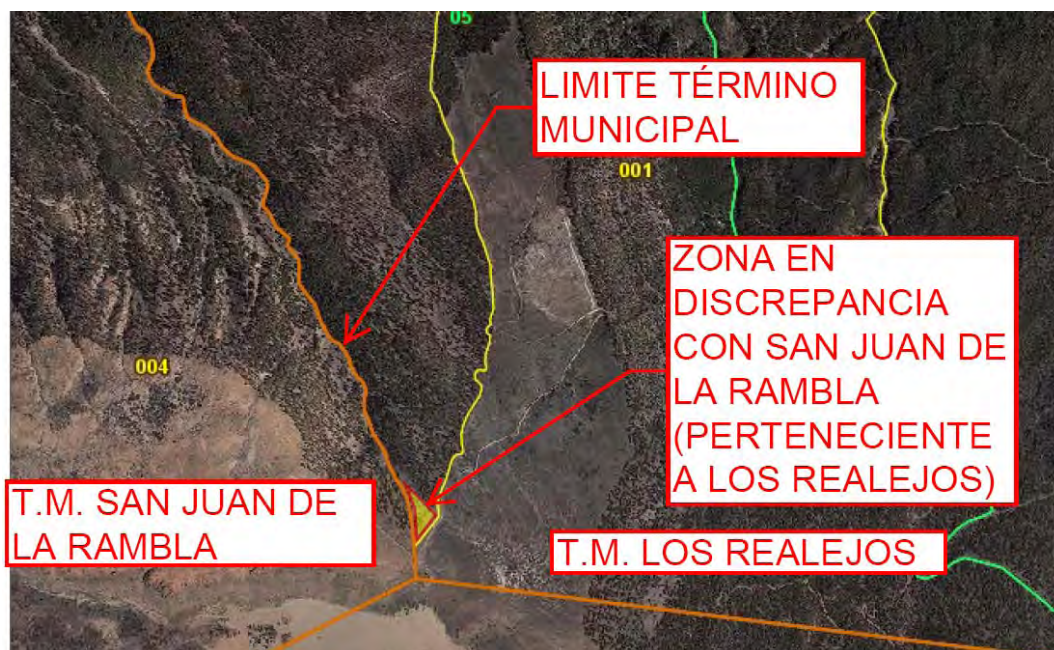 05
LIMITE TÉRMINO
MUNICIPAL
001
ZONA EN
DISCREPANCIA
CON SAN JUAN DE
LA RAMBLA
(PERTENECIENTE
A LOS REALEJOS)
004
T.M. SAN JUAN DE
LA RAMBLA
T.M. LOS REALEJOS